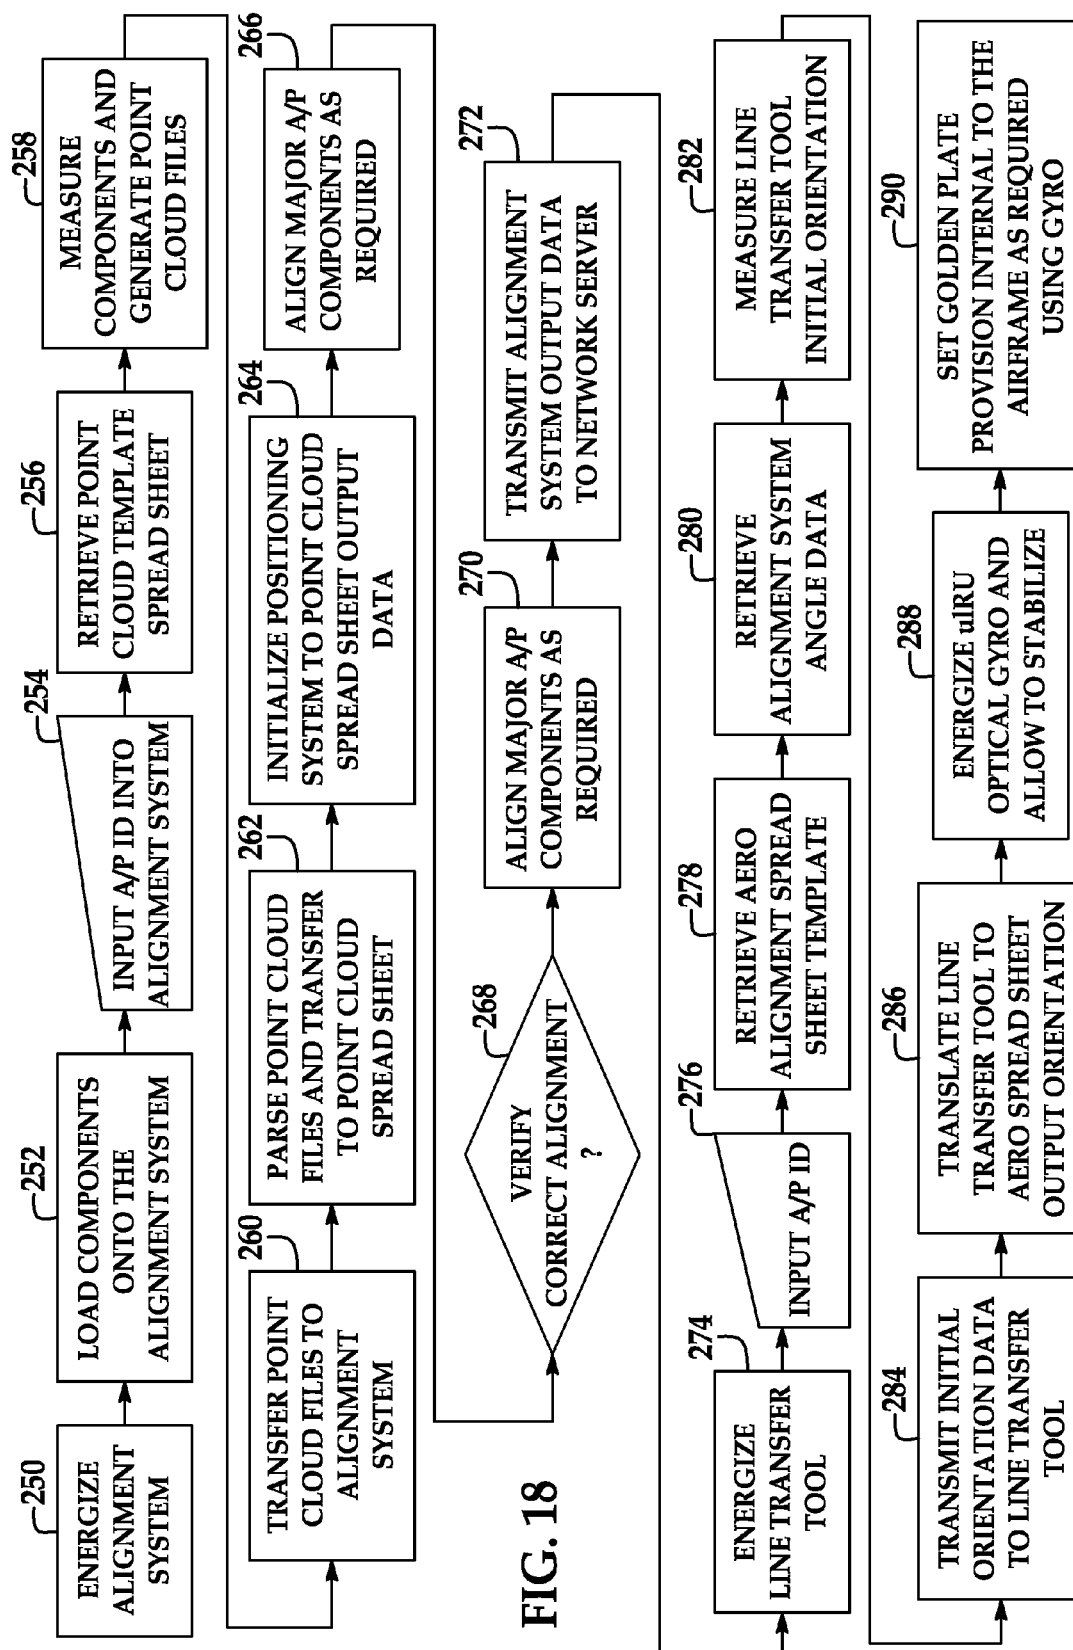 250
ENERGIZE
ALIGNMENT
SYSTEM
252
LOAD COMPONENTS
ONTO THE
ALIGNMENT SYSTEM
254
INPUT A/P ID INTO
ALIGNMENT SYSTEM
256
RETRIEVE POINT
CLOUD TEMPLATE
SPREAD SHEET
258
MEASURE
COMPONENTS AND
GENERATE POINT
CLOUD FILES
260
TRANSFER POINT
CLOUD FILES TO
ALIGNMENT
SYSTEM
262
PARSE POINT CLOUD
FILES AND TRANSFER
TO POINT CLOUD
SPREAD SHEET
264
INITIALIZE POSITIONING
SYSTEM TO POINT CLOUD
SPREAD SHEET OUTPUT
DATA
266
ALIGN MAJOR A/P
COMPONENTS AS
REQUIRED
268
VERIFY
CORRECT ALIGNMENT
?
270
ALIGN MAJOR A/P
COMPONENTS AS
REQUIRED
272
TRANSMIT ALIGNMENT
SYSTEM OUTPUT DATA
TO NETWORK SERVER
FIG. 18
274
ENERGIZE
LINE TRANSFER
TOOL
276
INPUT A/P ID
278
RETRIEVE AERO
ALIGNMENT SPREAD
SHEET TEMPLATE
280
RETRIEVE
ALIGNMENT SYSTEM
ANGLE DATA
282
MEASURE LINE
TRANSFER TOOL
INITIAL ORIENTATION
284
TRANSMIT INITIAL
ORIENTATION DATA
TO LINE TRANSFER
TOOL
286
TRANSLATE LINE
TRANSFER TOOL TO
AERO SPREAD SHEET
OUTPUT ORIENTATION
288
ENERGIZE uIRU
OPTICAL GYRO AND
ALLOW TO STABILIZE
290
SET GOLDEN PLATE
PROVISION INTERNAL TO THE
AIRFRAME AS REQUIRED
USING GYRO